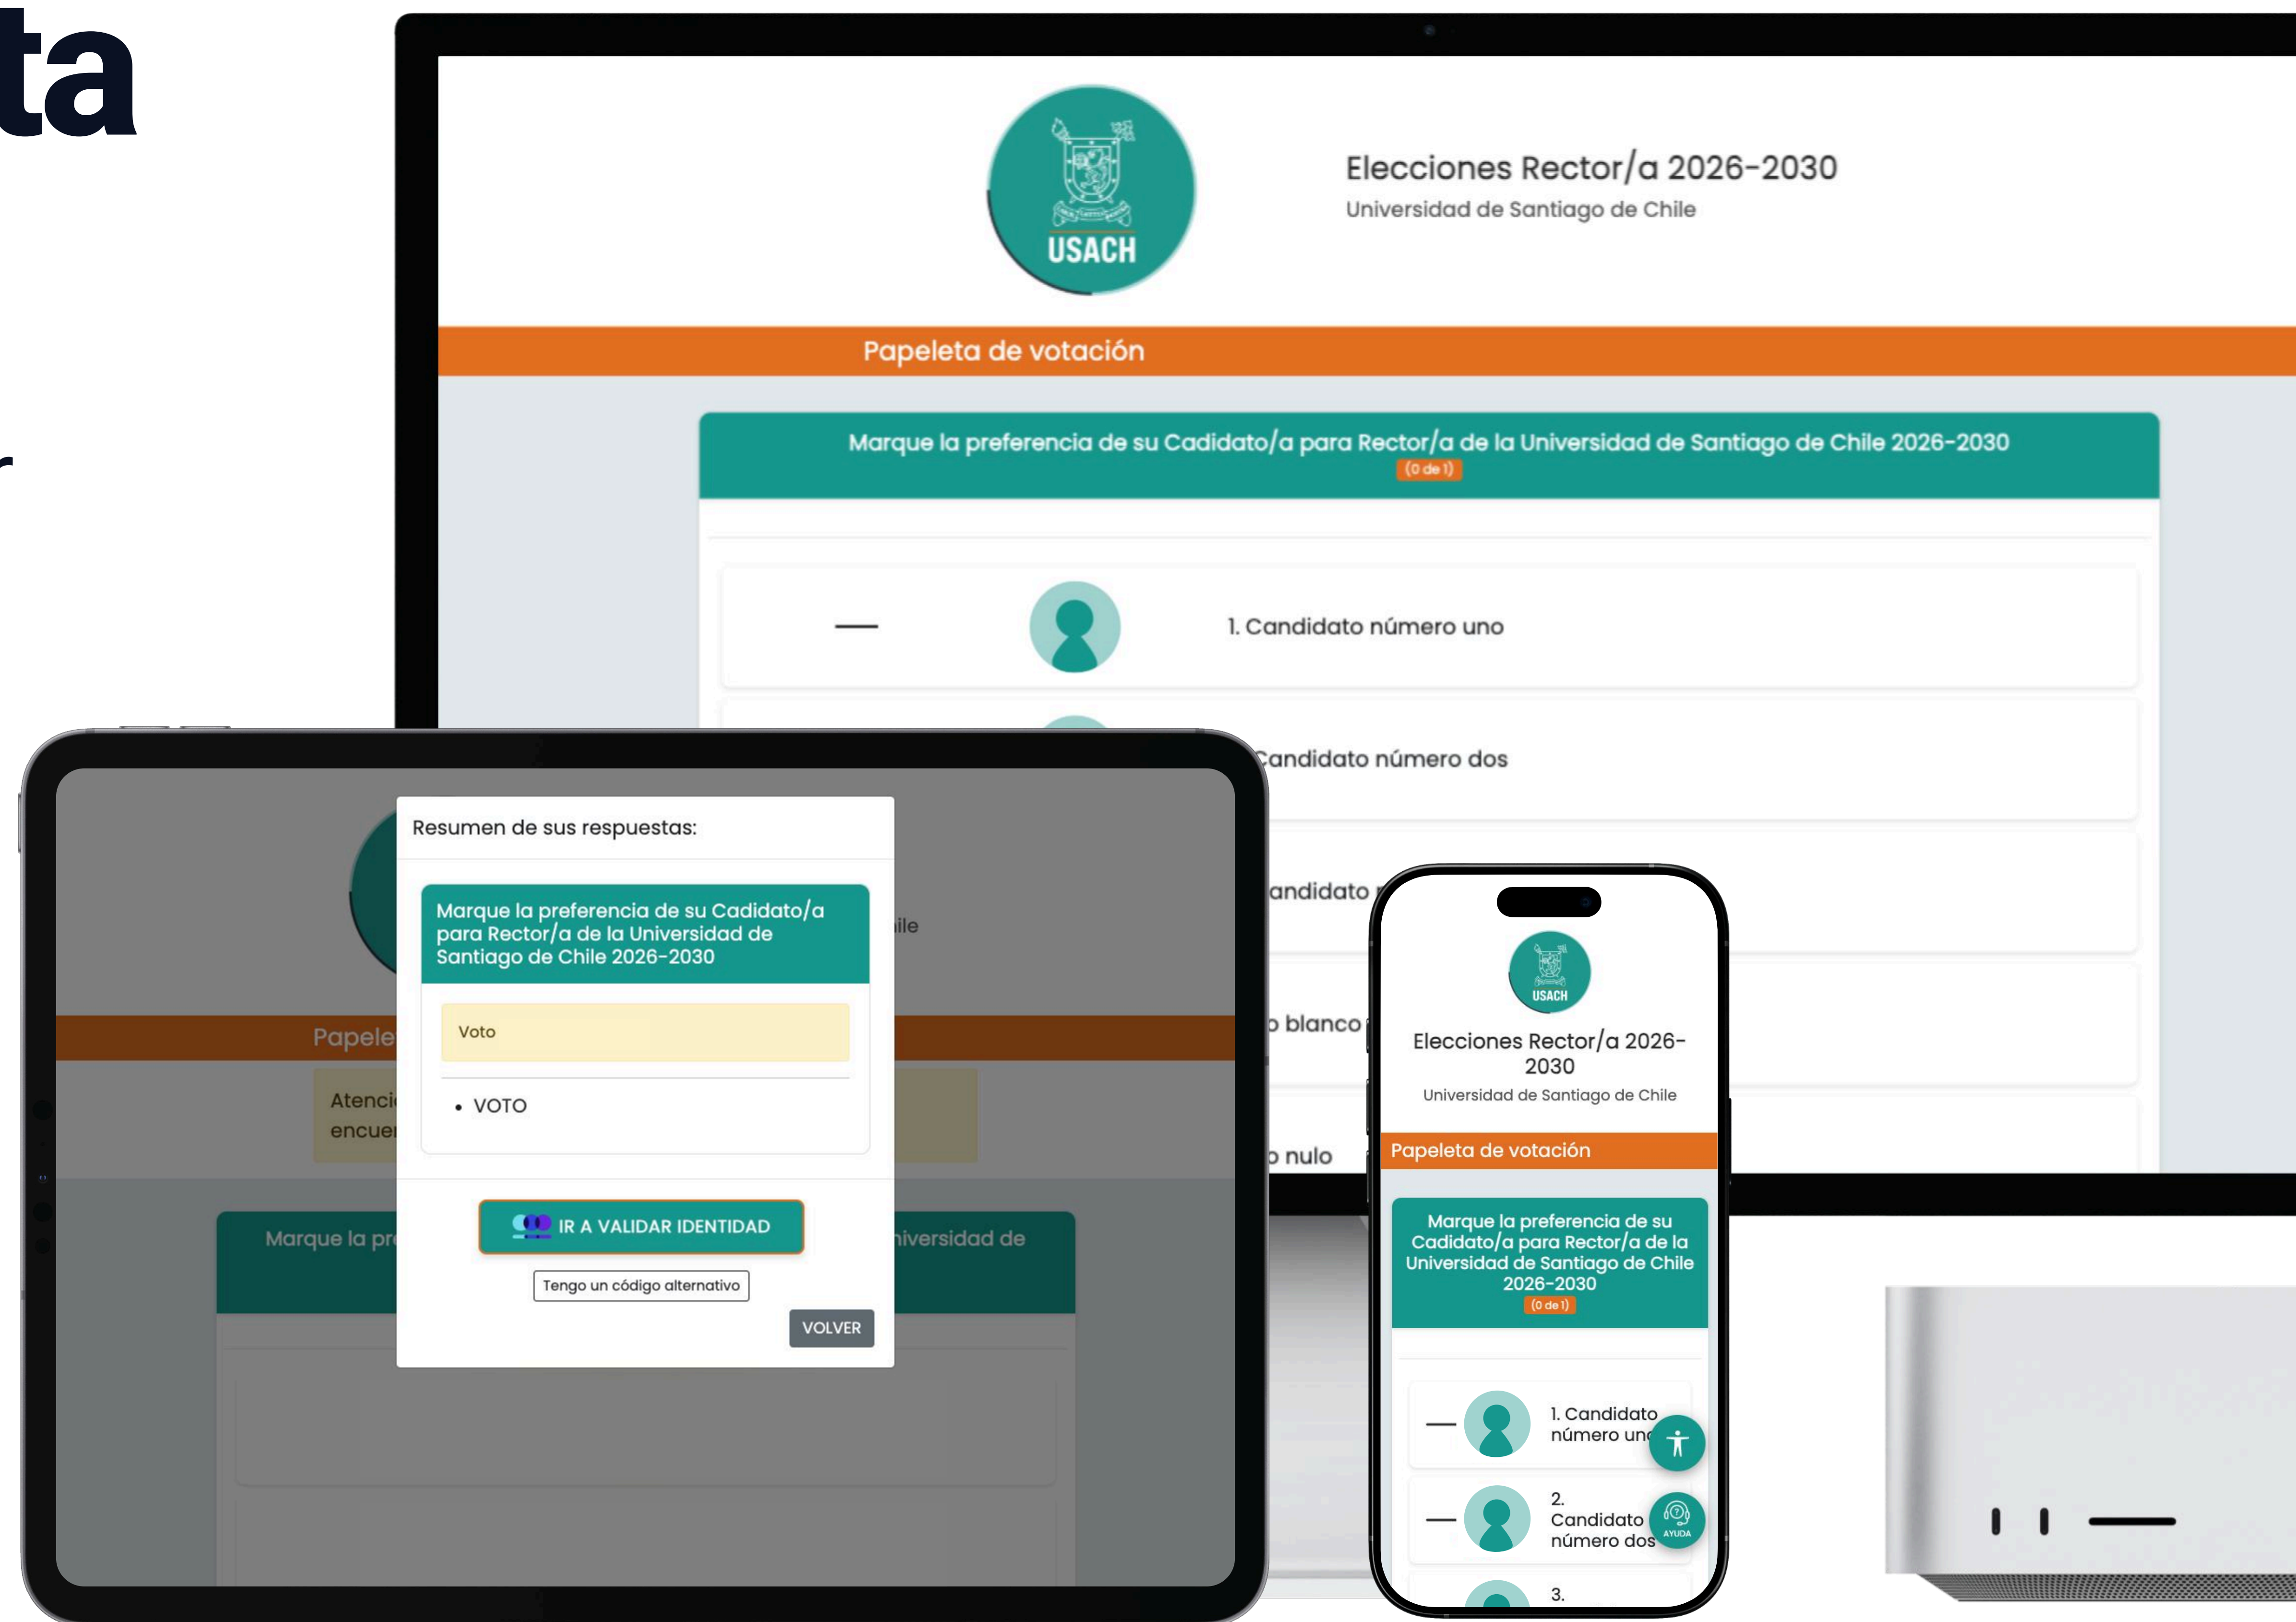 ta
r
USACH
Elecciones Rector/a 2026-2030
Universidad de Santiago de Chile
Papeleta de votación
Marque la preferencia de su Cadidato/a para Rector/a de la Universidad de Santiago de Chile 2026-2030
(0 de 1)
1. Candidato número uno
Candidato número dos
andidato
o blanco
o nulo
Resumen de sus respuestas:
Marque la preferencia de su Cadidato/a
para Rector/a de la Universidad de
Santiago de Chile 2026-2030
Voto
• VOTO
IR A VALIDAR IDENTIDAD
Tengo un código alternativo
VOLVER
ile
Papele
Atenci
encuen
Marque la pre
niversidad de
USACH
Elecciones Rector/a 2026-
2030
Universidad de Santiago de Chile
Papeleta de votación
Marque la preferencia de su
Cadidato/a para Rector/a de la
Universidad de Santiago de Chile
2026-2030
(0 de 1)
1. Candidato
número uno
2.
Candidato
número dos
AYUDA
3.